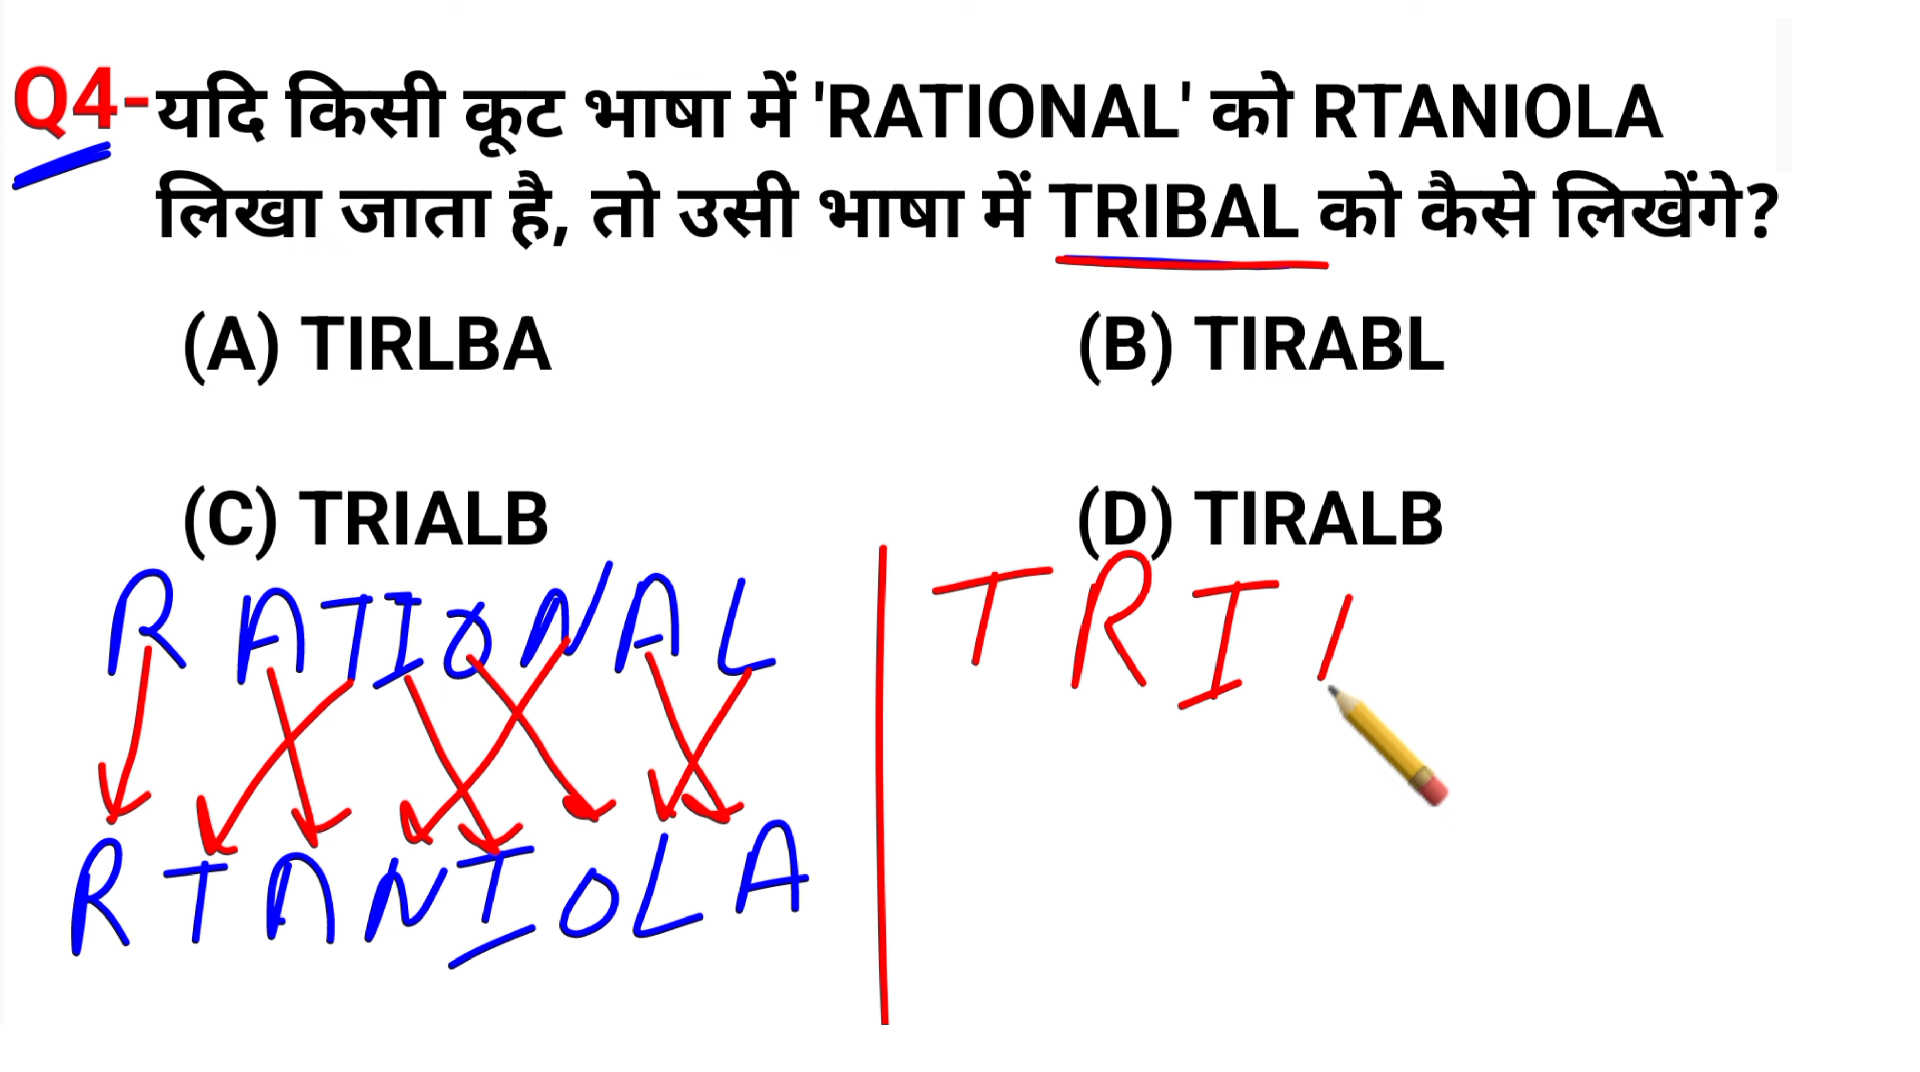 Q4-यदि किसी कूट भाषा में 'RATIONAL' को RTANIOLA
लिखा जाता है, तो उसी भाषा में TRIBAL को कैसे लिखेंगे?
(A) TIRLBA (B) TIRABL
(C) TRIALB (D) TIRALB
RATIONAL TRI
RTANIOLA